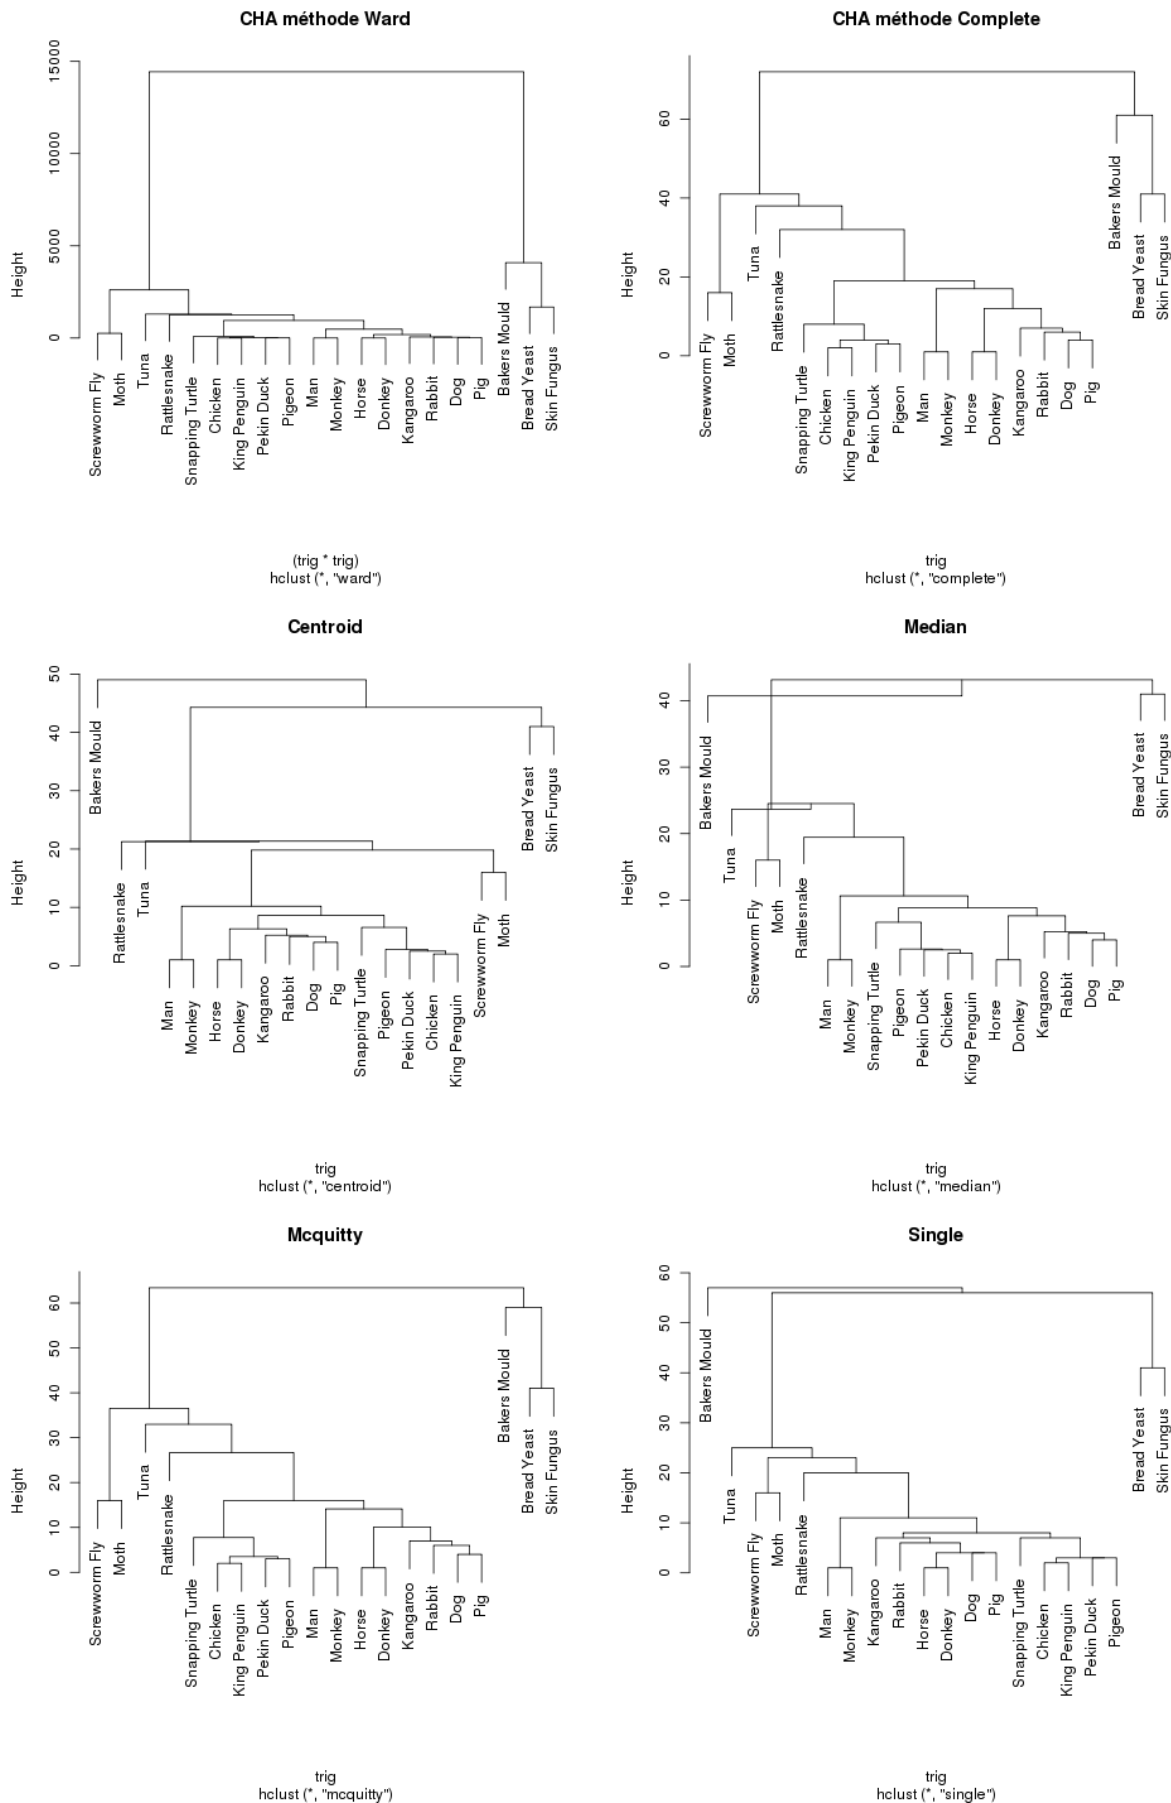 CHA méthode Ward
Height
0
5000
10000
15000
Screwworm Fly
Moth
Tuna
Rattlesnake
Snapping Turtle
Chicken
King Penguin
Pekin Duck
Pigeon
Man
Monkey
Horse
Donkey
Kangaroo
Rabbit
Dog
Pig
Bakers Mould
Bread Yeast
Skin Fungus
(trig * trig)
hclust (*, "ward")
CHA méthode Complete
Height
0
20
40
60
Screwworm Fly
Moth
Tuna
Rattlesnake
Snapping Turtle
Chicken
King Penguin
Pekin Duck
Pigeon
Man
Monkey
Horse
Donkey
Kangaroo
Rabbit
Dog
Pig
Bakers Mould
Bread Yeast
Skin Fungus
trig
hclust (*, "complete")
Centroid
Height
0
10
20
30
40
50
Bakers Mould
Rattlesnake
Tuna
Man
Monkey
Horse
Donkey
Kangaroo
Rabbit
Dog
Pig
Snapping Turtle
Pigeon
Pekin Duck
Chicken
King Penguin
Screwworm Fly
Moth
Bread Yeast
Skin Fungus
trig
hclust (*, "centroid")
Median
Height
0
10
20
30
40
Bakers Mould
Tuna
Screwworm Fly
Moth
Rattlesnake
Man
Monkey
Snapping Turtle
Pigeon
Pekin Duck
Chicken
King Penguin
Horse
Donkey
Kangaroo
Rabbit
Dog
Pig
Bread Yeast
Skin Fungus
trig
hclust (*, "median")
Mcquitty
Height
0
10
20
30
40
50
60
Screwworm Fly
Moth
Tuna
Rattlesnake
Snapping Turtle
Chicken
King Penguin
Pekin Duck
Pigeon
Man
Monkey
Horse
Donkey
Kangaroo
Rabbit
Dog
Pig
Bakers Mould
Bread Yeast
Skin Fungus
trig
hclust (*, "mcquitty")
Single
Height
0
10
20
30
40
50
60
Bakers Mould
Tuna
Screwworm Fly
Moth
Rattlesnake
Man
Monkey
Kangaroo
Rabbit
Horse
Donkey
Dog
Pig
Snapping Turtle
Chicken
King Penguin
Pekin Duck
Pigeon
Bread Yeast
Skin Fungus
trig
hclust (*, "single")